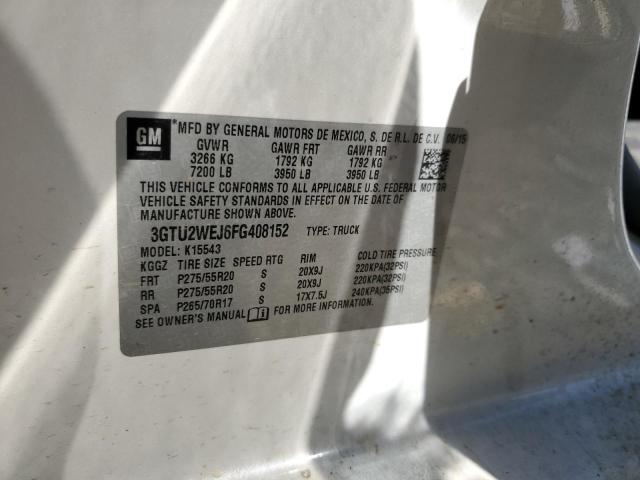 GM
*MFD BY GENERAL MOTORS DE MEXICO, S. DE R.L. DE C.V. 06/15
GVWR GAWR FRT GAWR RR
3266 KG 1792 KG 1792 KG
7200 LB 3950 LB 3950 LB
THIS VEHICLE CONFORMS TO ALL APPLICABLE U.S. FEDERAL MOTOR
VEHICLE SAFETY STANDARDS IN EFFECT ON THE DATE OF
MANUFACTURE SHOWN ABOVE.
3GTU2WEJ6FG408152 TYPE: TRUCK
MODEL: K15543
KGGZ TIRE SIZE SPEED RTG RIM COLD TIRE PRESSURE
FRT P275/55R20 S 20X9J 220KPA(32PSI)
RR P275/55R20 S 20X9J 220KPA(32PSI)
SPA P265/70R17 S 17X7.5J 240KPA(35PSI)
SEE OWNER'S MANUAL FOR MORE INFORMATION.